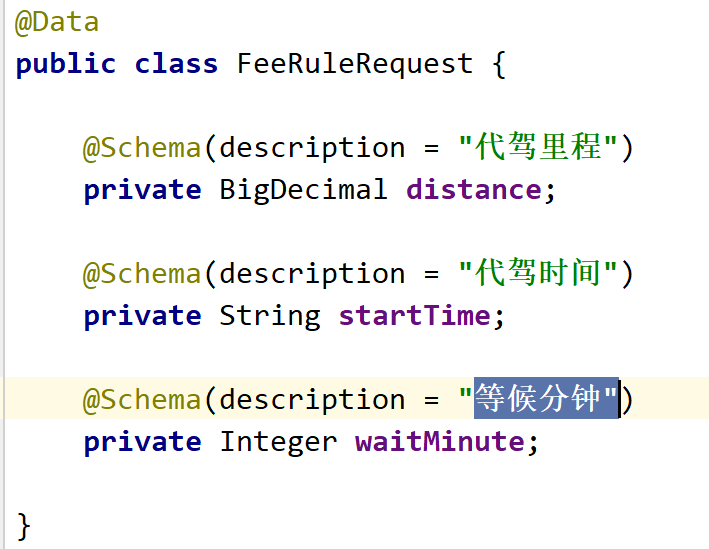 @Data
public class FeeRuleRequest {
@Schema(description = "代驾里程")
private BigDecimal distance;
@Schema(description = "代驾时间")
private String startTime;
@Schema(description = "等候分钟")
private Integer waitMinute;
}